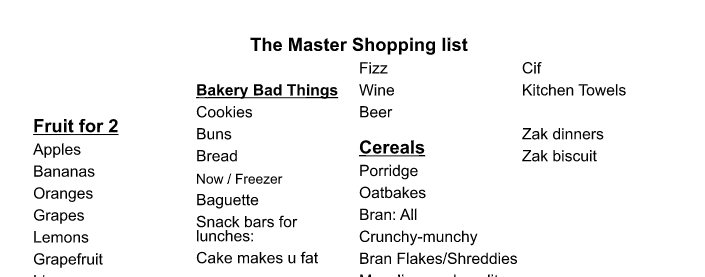 The Master Shopping list
Fruit for 2
Apples
Bananas
Oranges
Grapes
Lemons
Grapefruit
Bakery Bad Things
Cookies
Buns
Bread
Now / Freezer
Baguette
Snack bars for
lunches:
Cake makes u fat
Fizz
Wine
Beer
Cereals
Porridge
Oatbakes
Bran: All
Crunchy-munchy
Bran Flakes/Shreddies
Cif
Kitchen Towels
Zak dinners
Zak biscuit